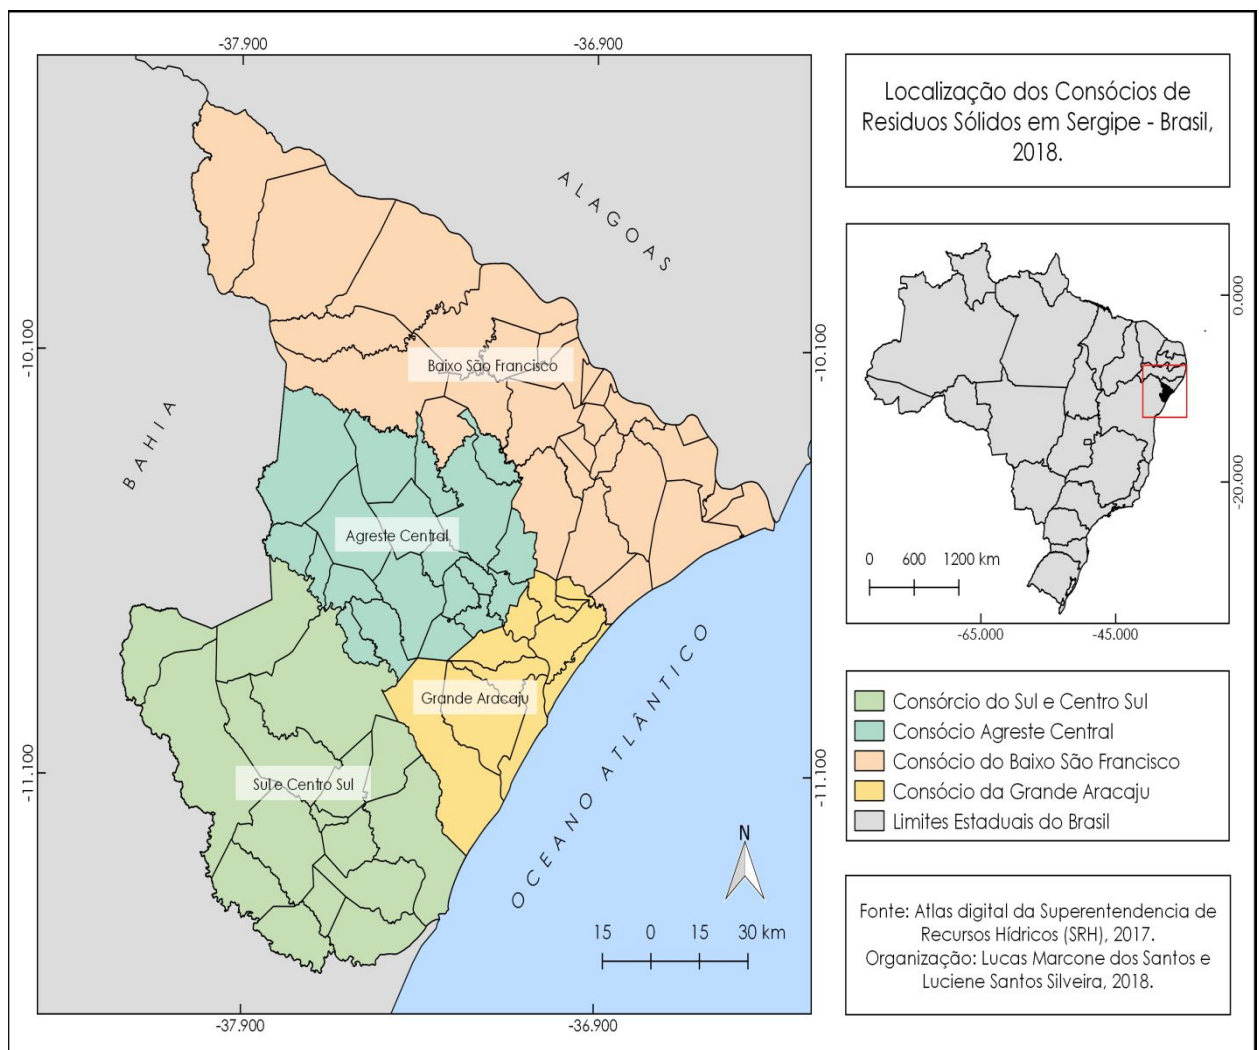 -37.900
-36.900
-10.100
-10.100
-11.100
-11.100
-37.900
-36.900
ALAGOAS
BAHIA
Baixo São Francisco
Agreste Central
Grande Aracaju
Sul e Centro Sul
OCEANO ATLÂNTICO
N
15 0 15 30 km
Localização dos Consócios de
Residuos Sólidos em Sergipe - Brasil,
2018.
0.000
-20.000
0 600 1200 km
-65.000
-45.000
Consórcio do Sul e Centro Sul
Consócio Agreste Central
Consócio do Baixo São Francisco
Consócio da Grande Aracaju
Limites Estaduais do Brasil
Fonte: Atlas digital da Superentendencia de
Recursos Hídricos (SRH), 2017.
Organização: Lucas Marcone dos Santos e
Luciene Santos Silveira, 2018.